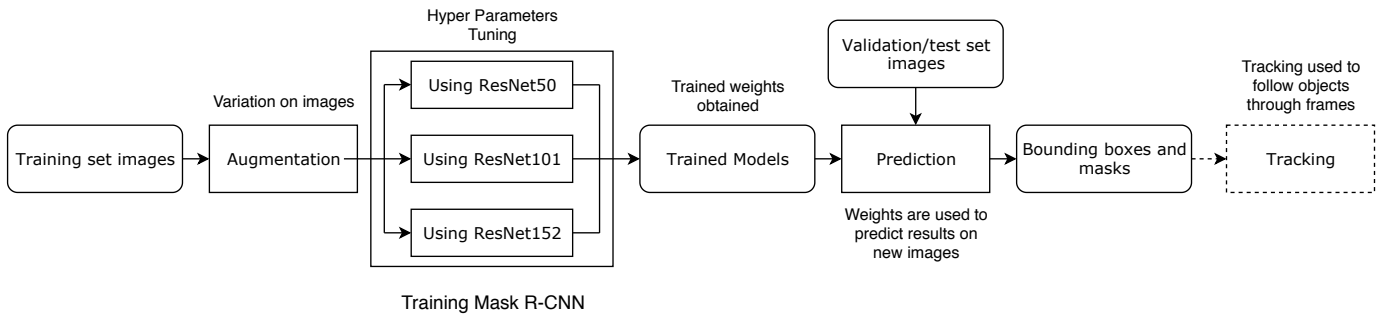 Hyper Parameters
Tuning
Validation/test set
images
Using ResNet50
Trained weights
obtained
Tracking used to
follow objects
through frames
Variation on images
Training set images
Augmentation
Using ResNet101
Trained Models
Prediction
Bounding boxes and
masks
Tracking
Using ResNet152
Weights are used to
predict results on
new images
Training Mask R-CNN